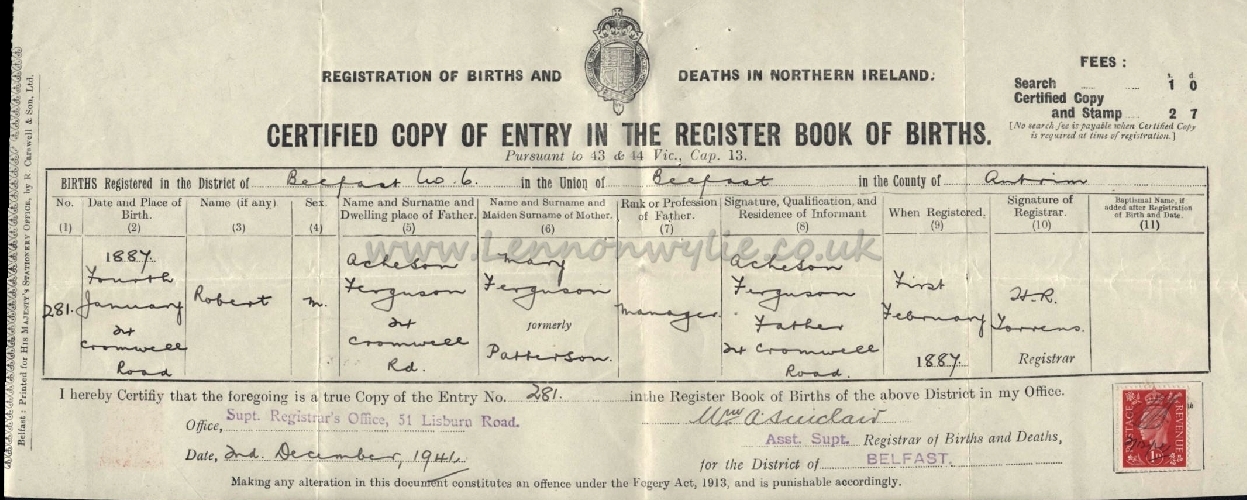 REGISTRATION OF BIRTHS AND DEATHS IN NORTHERN IRELAND.
FEES :
s. d.
Search 1 0
Certified Copy
and Stamp 2 7
[No search fee is payable when Certified Copy
is required at time of registration.]
CERTIFIED COPY OF ENTRY IN THE REGISTER BOOK OF BIRTHS.
Pursuant to 43 & 44 Vic., Cap. 13.
BIRTHS Registered in the District of Belfast No. 6 in the Union of Belfast in the County of Antrim
No.
(1)
Date and Place of
Birth.
(2)
Name (if any)
(3)
Sex.
(4)
Name and Surname and
Dwelling place of Father.
(5)
Name and Surname and
Maiden Surname of Mother.
(6)
Rank or Profession
of Father.
(7)
Signature, Qualification, and
Residence of Informant
(8)
When Registered.
(9)
Signature of
Registrar.
(10)
Baptismal Name, if
added after Registration
of Birth and Date.
(11)
www.Lennonwylie.co.uk
281.
1887.
Fourth
January
Cromwell
Road
Robert
M.
Acheson
Ferguson
Cromwell
Rd.
Mary
Ferguson
formerly
Patterson.
Manager.
Acheson
Ferguson
Father
Cromwell
Road.
First
February
1887.
H.R.
Torrens.
Registrar
I hereby Certifiy that the foregoing is a true Copy of the Entry No. 281. in the Register Book of Births of the above District in my Office.
Office, Supt. Registrar's Office, 51 Lisburn Road.
Wm A. Sinclair
Asst. Supt. Registrar of Births and Deaths,
Date, 2nd. December, 1941.
for the District of BELFAST.
Making any alteration in this document constitutes an offence under the Fogery Act, 1913, and is punishable accordingly.
POSTAGE
REVENUE
1D
Belfast : Printed for His Majesty's Stationery Office, by R. Carswell & Son, Ltd.